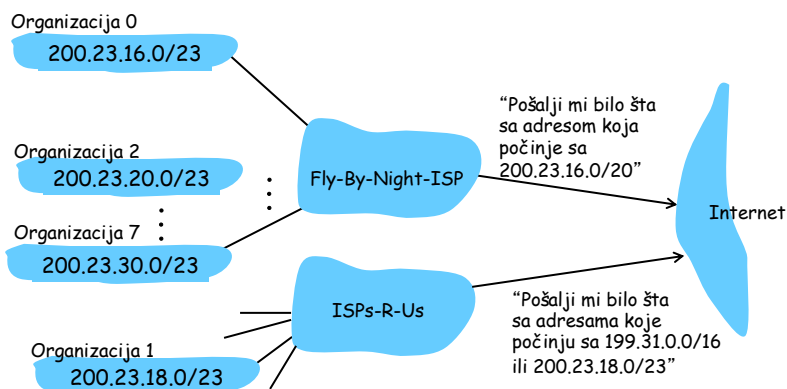 Organizacija 0
200.23.16.0/23
Organizacija 2
200.23.20.0/23
Organizacija 7
200.23.30.0/23
Fly-By-Night-ISP
“Pošalji mi bilo šta
sa adresom koja
počinje sa
200.23.16.0/20”
Internet
ISPs-R-Us
Organizacija 1
200.23.18.0/23
“Pošalji mi bilo šta
sa adresama koje
počinju sa 199.31.0.0/16
ili 200.23.18.0/23”